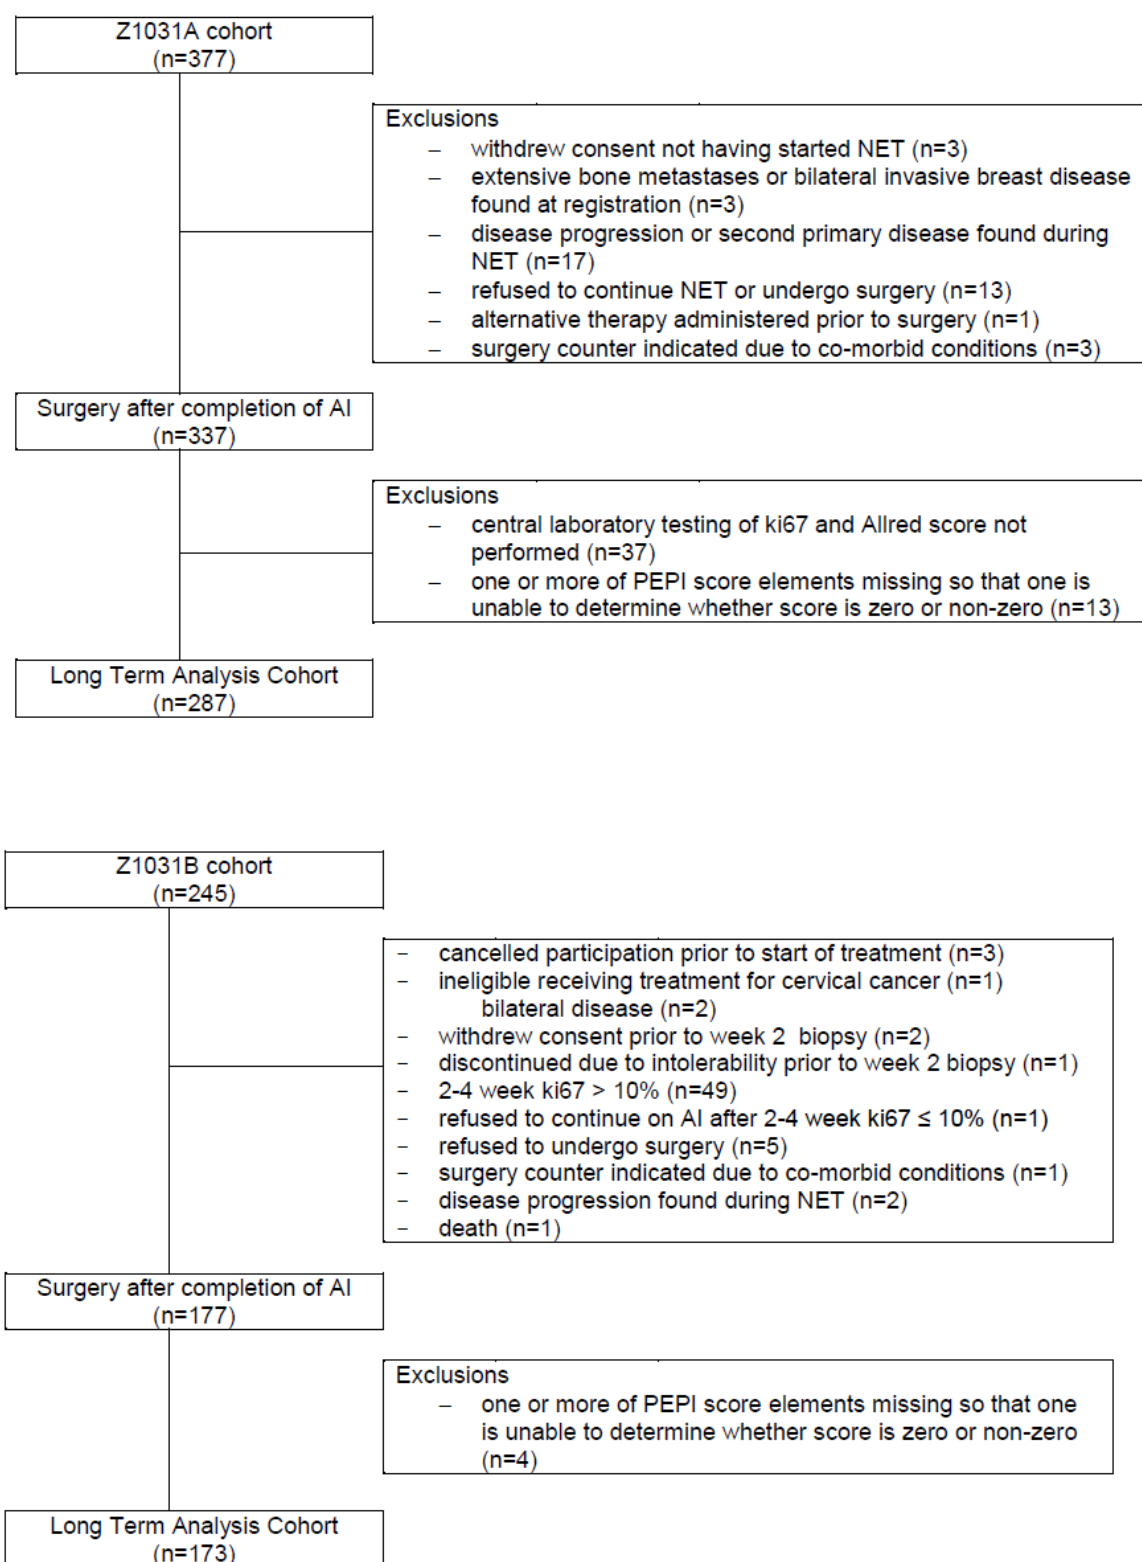 Z1031A cohort
(n=377)
Exclusions
– withdrew consent not having started NET (n=3)
– extensive bone metastases or bilateral invasive breast disease
found at registration (n=3)
– disease progression or second primary disease found during
NET (n=17)
– refused to continue NET or undergo surgery (n=13)
– alternative therapy administered prior to surgery (n=1)
– surgery counter indicated due to co-morbid conditions (n=3)
Surgery after completion of AI
(n=337)
Exclusions
– central laboratory testing of ki67 and Allred score not
performed (n=37)
– one or more of PEPI score elements missing so that one is
unable to determine whether score is zero or non-zero (n=13)
Long Term Analysis Cohort
(n=287)
Z1031B cohort
(n=245)
- cancelled participation prior to start of treatment (n=3)
- ineligible receiving treatment for cervical cancer (n=1)
bilateral disease (n=2)
- withdrew consent prior to week 2 biopsy (n=2)
- discontinued due to intolerability prior to week 2 biopsy (n=1)
- 2-4 week ki67 > 10% (n=49)
- refused to continue on AI after 2-4 week ki67 ≤ 10% (n=1)
- refused to undergo surgery (n=5)
- surgery counter indicated due to co-morbid conditions (n=1)
- disease progression found during NET (n=2)
- death (n=1)
Surgery after completion of AI
(n=177)
Exclusions
– one or more of PEPI score elements missing so that one
is unable to determine whether score is zero or non-zero
(n=4)
Long Term Analysis Cohort
(n=173)